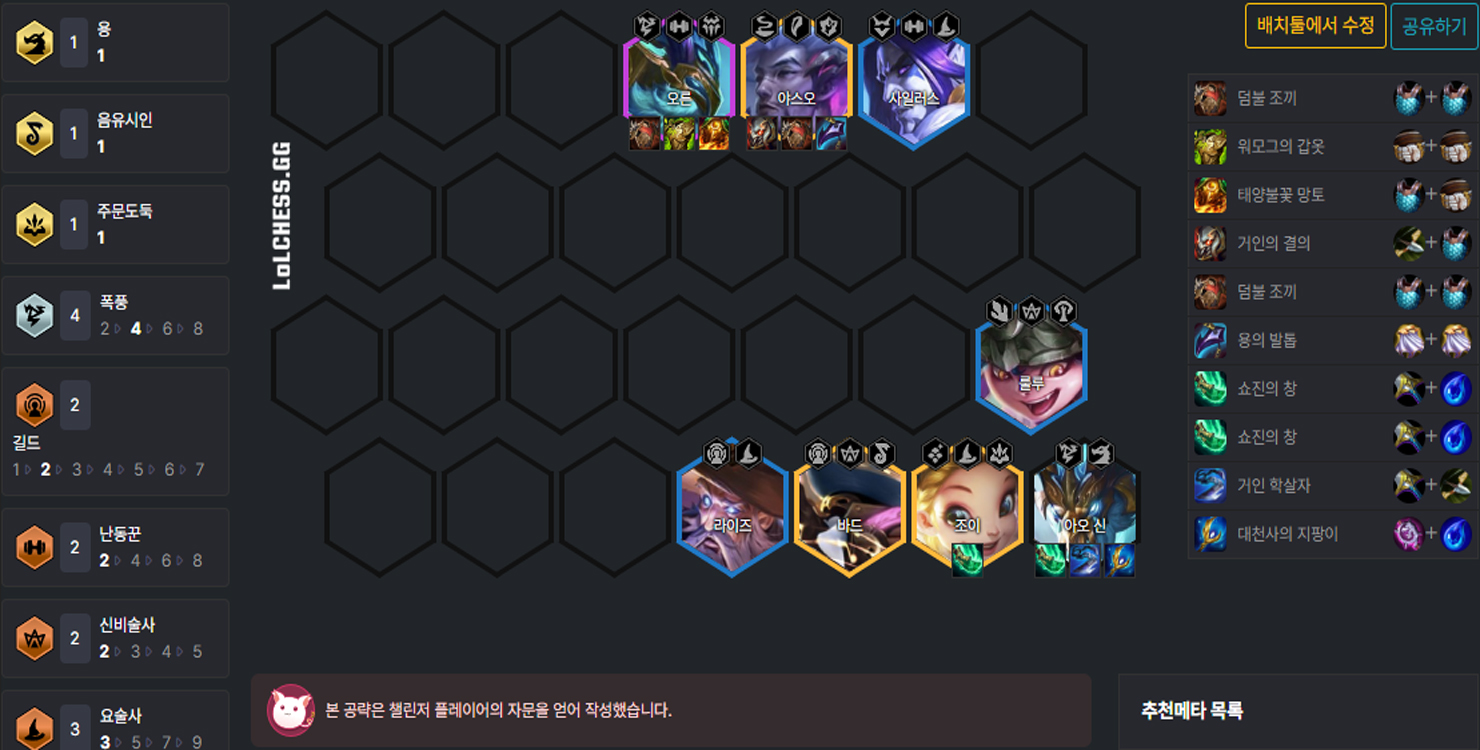 용
1
1
음유시인
1
1
주문도둑
1
1
폭풍
4
2 4 6 8
2
길드
1 2 3 4 5 6 7
난동꾼
2
2 4 6 8
신비술사
2
2 3 4 5
요술사
3
3 5 7 9
LoLCHESS.GG
오른
야스오
사일러스
룰루
라이즈
바드
조이
아오 신
배치툴에서 수정
공유하기
덤불 조끼
+
워모그의 갑옷
+
태양불꽃 망토
+
거인의 결의
+
덤불 조끼
+
용의 발톱
+
쇼진의 창
+
쇼진의 창
+
거인 학살자
+
대천사의 지팡이
+
본 공략은 챌린저 플레이어의 자문을 얻어 작성했습니다.
추천메타 목록